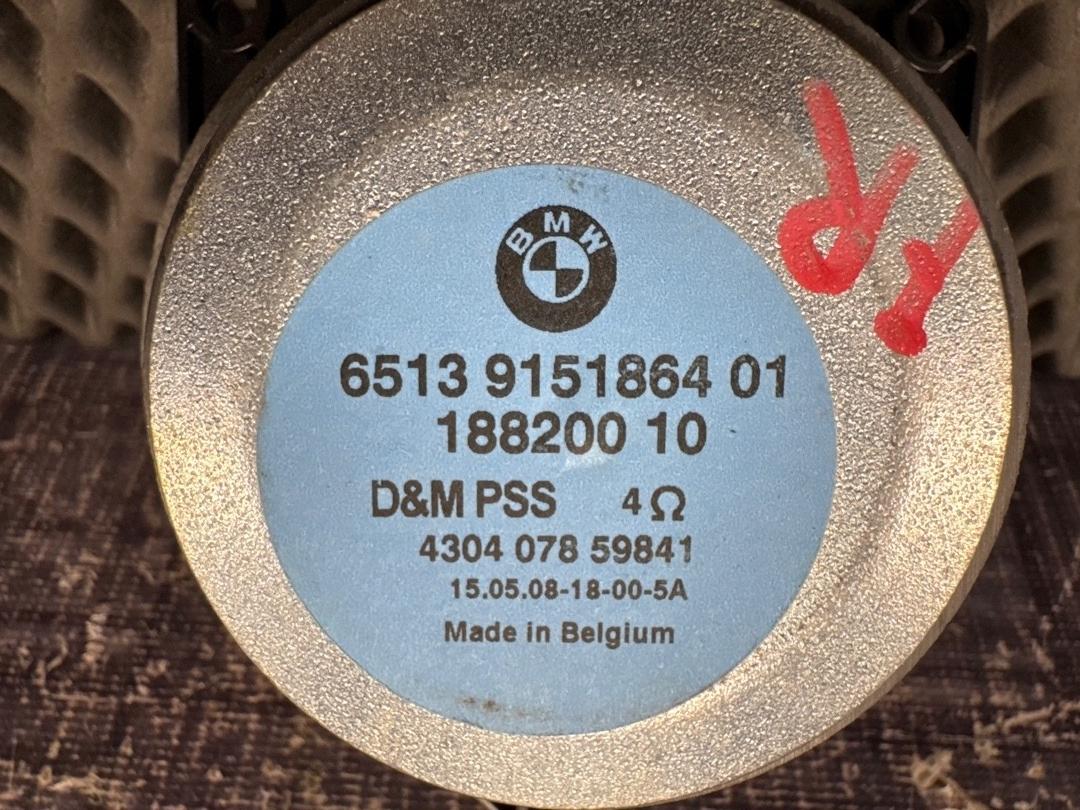 BMW
6513 9151864 01
188200 10
D&M PSS 4Ω
4304 078 59841
15.05.08-18-00-5A
Made in Belgium